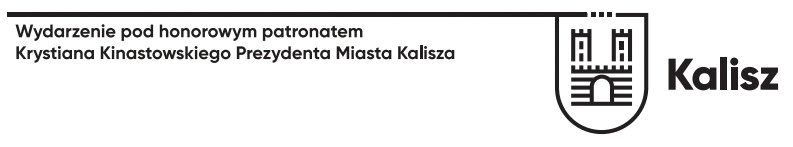 Wydarzenie pod honorowym patronatem
Krystiana Kinastowskiego Prezydenta Miasta Kalisza
Kalisz